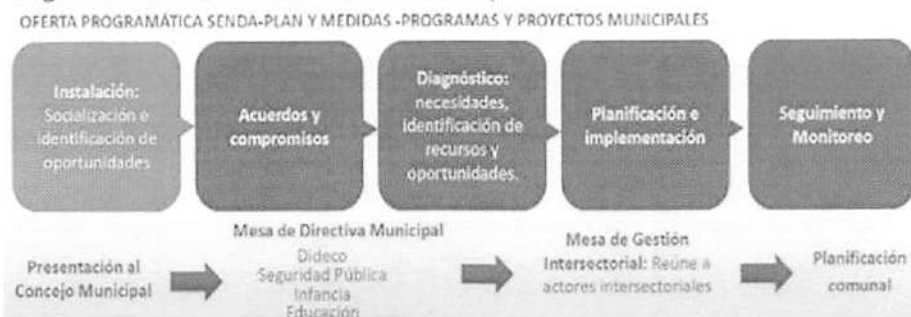 OFERTA PROGRAMÁTICA SENDA-PLAN Y MEDIDAS -PROGRAMAS Y PROYECTOS MUNICIPALES
Instalación:
Socialización e
identificación de
oportunidades
Acuerdos y
compromisos
Diagnóstico:
necesidades,
identificación de
recursos y
oportunidades.
Planificación e
implementación
Seguimiento y
Monitoreo
Presentación al
Concejo Municipal
Mesa de Directiva Municipal
Dideco
Seguridad Pública
Infancia
Educación
Mesa de Gestión
Intersectorial: Reúne a
actores intersectoriales
Planificación
comunal